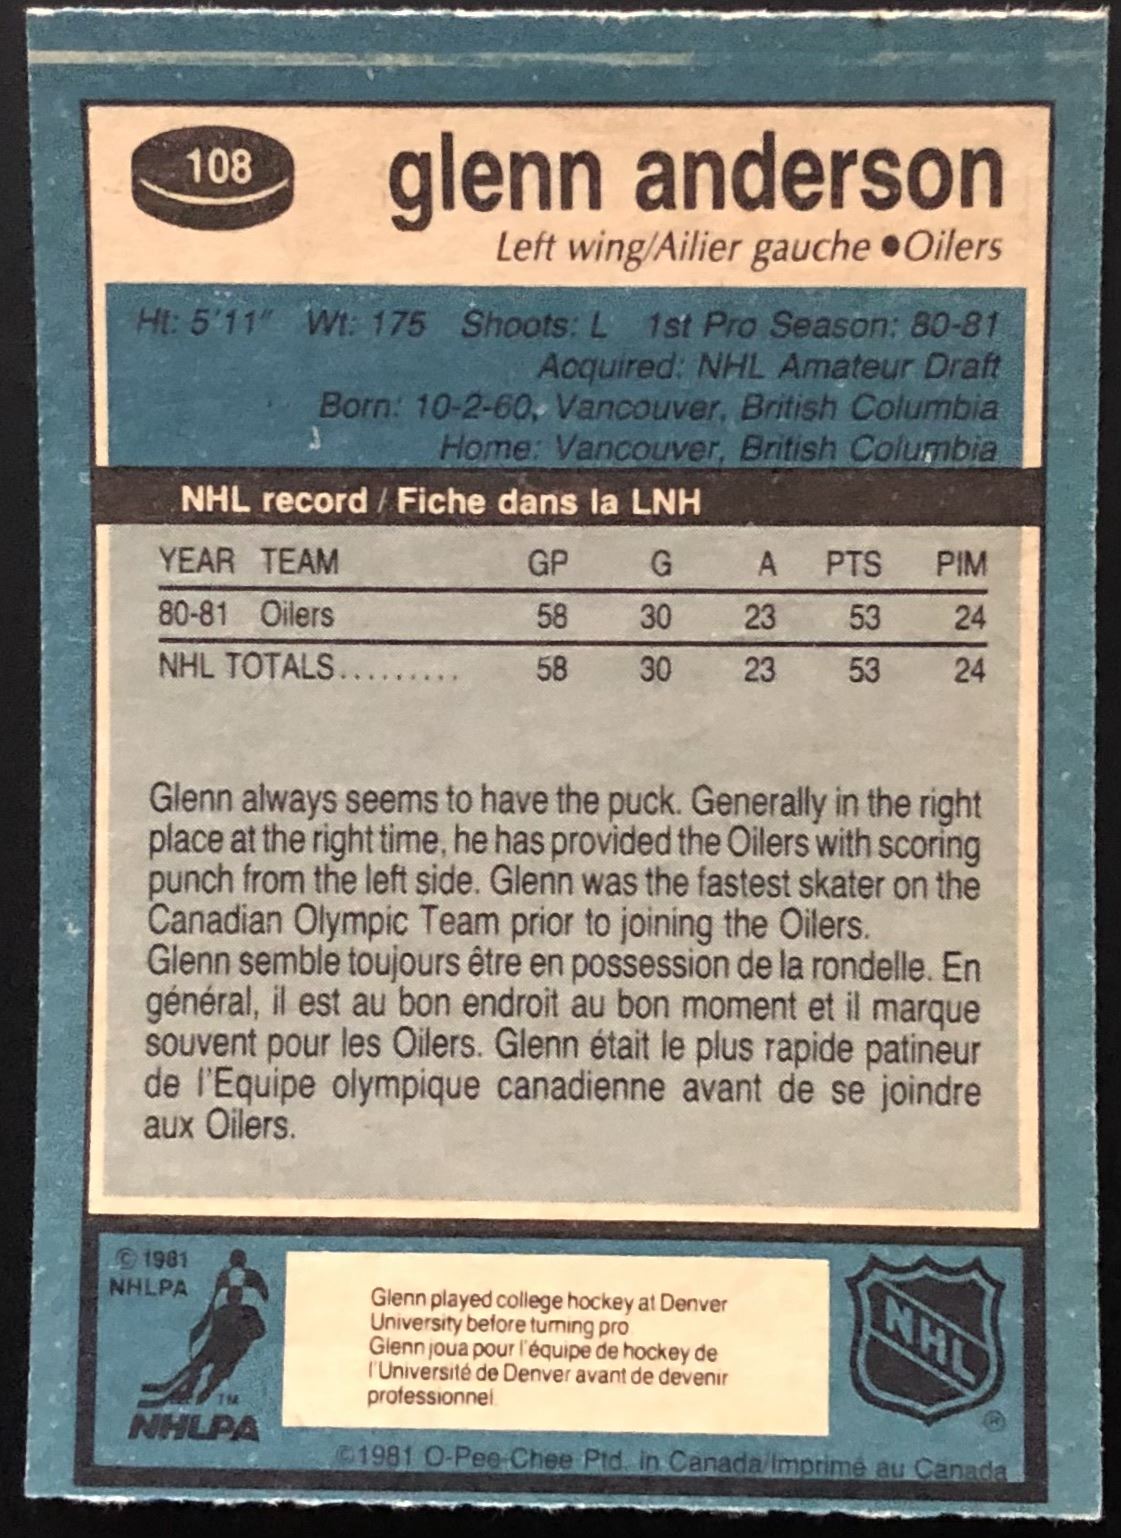 108
glenn anderson
Left wing/Ailier gauche ● Oilers
Ht: 5'11" Wt: 175 Shoots: L 1st Pro Season: 80-81
Acquired: NHL Amateur Draft
Born: 10-2-60, Vancouver, British Columbia
Home: Vancouver, British Columbia
NHL record / Fiche dans la LNH
YEAR TEAM GP G A PTS PIM
80-81 Oilers 58 30 23 53 24
NHL TOTALS.......... 58 30 23 53 24
Glenn always seems to have the puck. Generally in the right
place at the right time, he has provided the Oilers with scoring
punch from the left side. Glenn was the fastest skater on the
Canadian Olympic Team prior to joining the Oilers.
Glenn semble toujours être en possession de la rondelle. En
général, il est au bon endroit au bon moment et il marque
souvent pour les Oilers. Glenn était le plus rapide patineur
de l'Equipe olympique canadienne avant de se joindre
aux Oilers.
© 1981
NHLPA
TM
NHLPA
Glenn played college hockey at Denver
University before turning pro
Glenn joua pour l'équipe de hockey de
l'Université de Denver avant de devenir
professionnel
NHL
®
©1981 O-Pee-Chee Ptd. in Canada/Imprimé au Canada